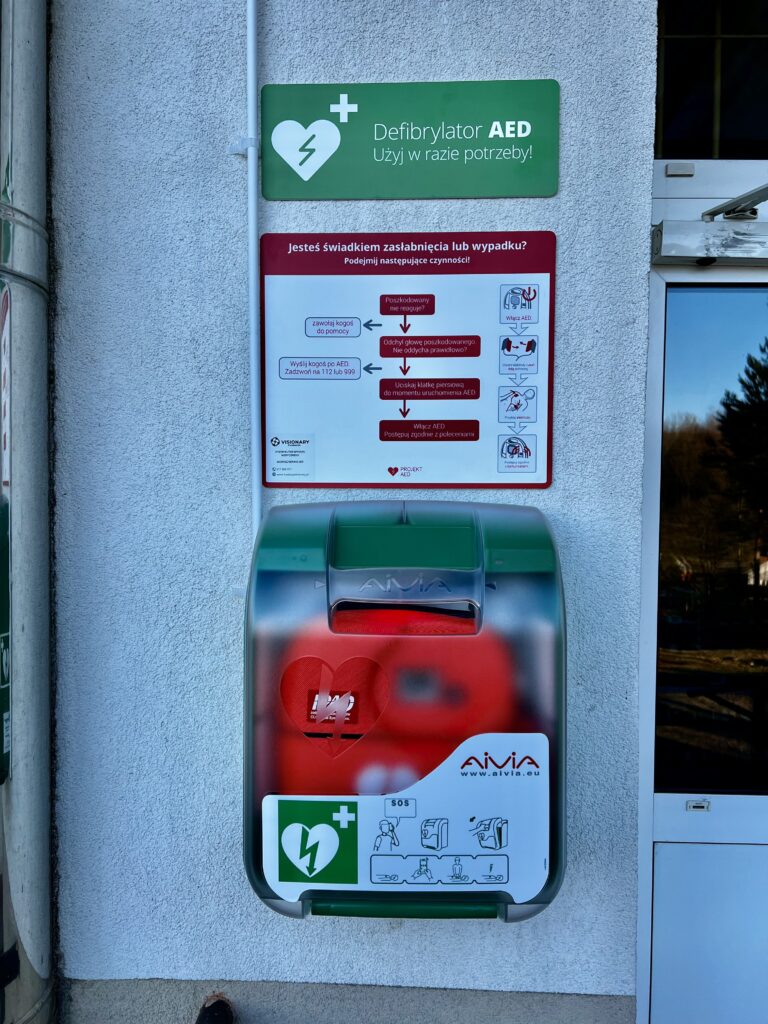 Defibrylator AED
Użyj w razie potrzeby!
Jesteś świadkiem zasłabnięcia lub wypadku?
Podejmij następujące czynności!
Poszkodowany
nie reaguje?
zawołaj kogoś
do pomocy
Odchyl głowę poszkodowanego.
Nie oddycha prawidłowo?
Wyślij kogoś po AED.
Zadzwoń na 112 lub 999
Uciskaj klatkę piersiową
do momentu uruchomienia AED
Włącz AED.
Postępuj zgodnie z poleceniami
Włącz AED.
VISIONARY
PROJEKT
AED
AIVIA
AIVIA
www.aivia.eu
SOS